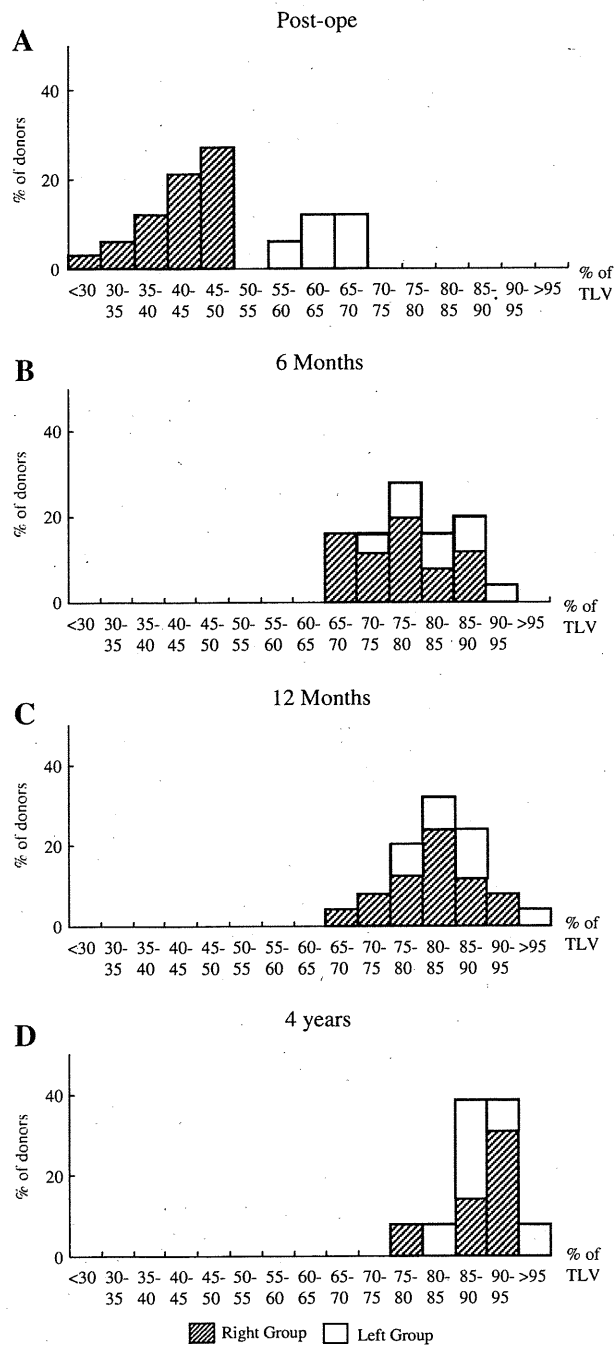 A
Post-ope
% of donors
40
20
0
<30 30- 35- 40- 45- 50- 55- 60- 65- 70- 75- 80- 85- 90- >95 % of
35 40 45 50 55 60 65 70 75 80 85 90 95 TLV
B
6 Months
% of donors
40
20
0
<30 30- 35- 40- 45- 50- 55- 60- 65- 70- 75- 80- 85- 90- >95 % of
35 40 45 50 55 60 65 70 75 80 85 90 95 TLV
C
12 Months
% of donors
40
20
0
<30 30- 35- 40- 45- 50- 55- 60- 65- 70- 75- 80- 85- 90- >95 % of
35 40 45 50 55 60 65 70 75 80 85 90 95 TLV
D
4 years
% of donors
40
20
0
<30 30- 35- 40- 45- 50- 55- 60- 65- 70- 75- 80- 85- 90- >95 % of
35 40 45 50 55 60 65 70 75 80 85 90 95 TLV
Right Group Left Group